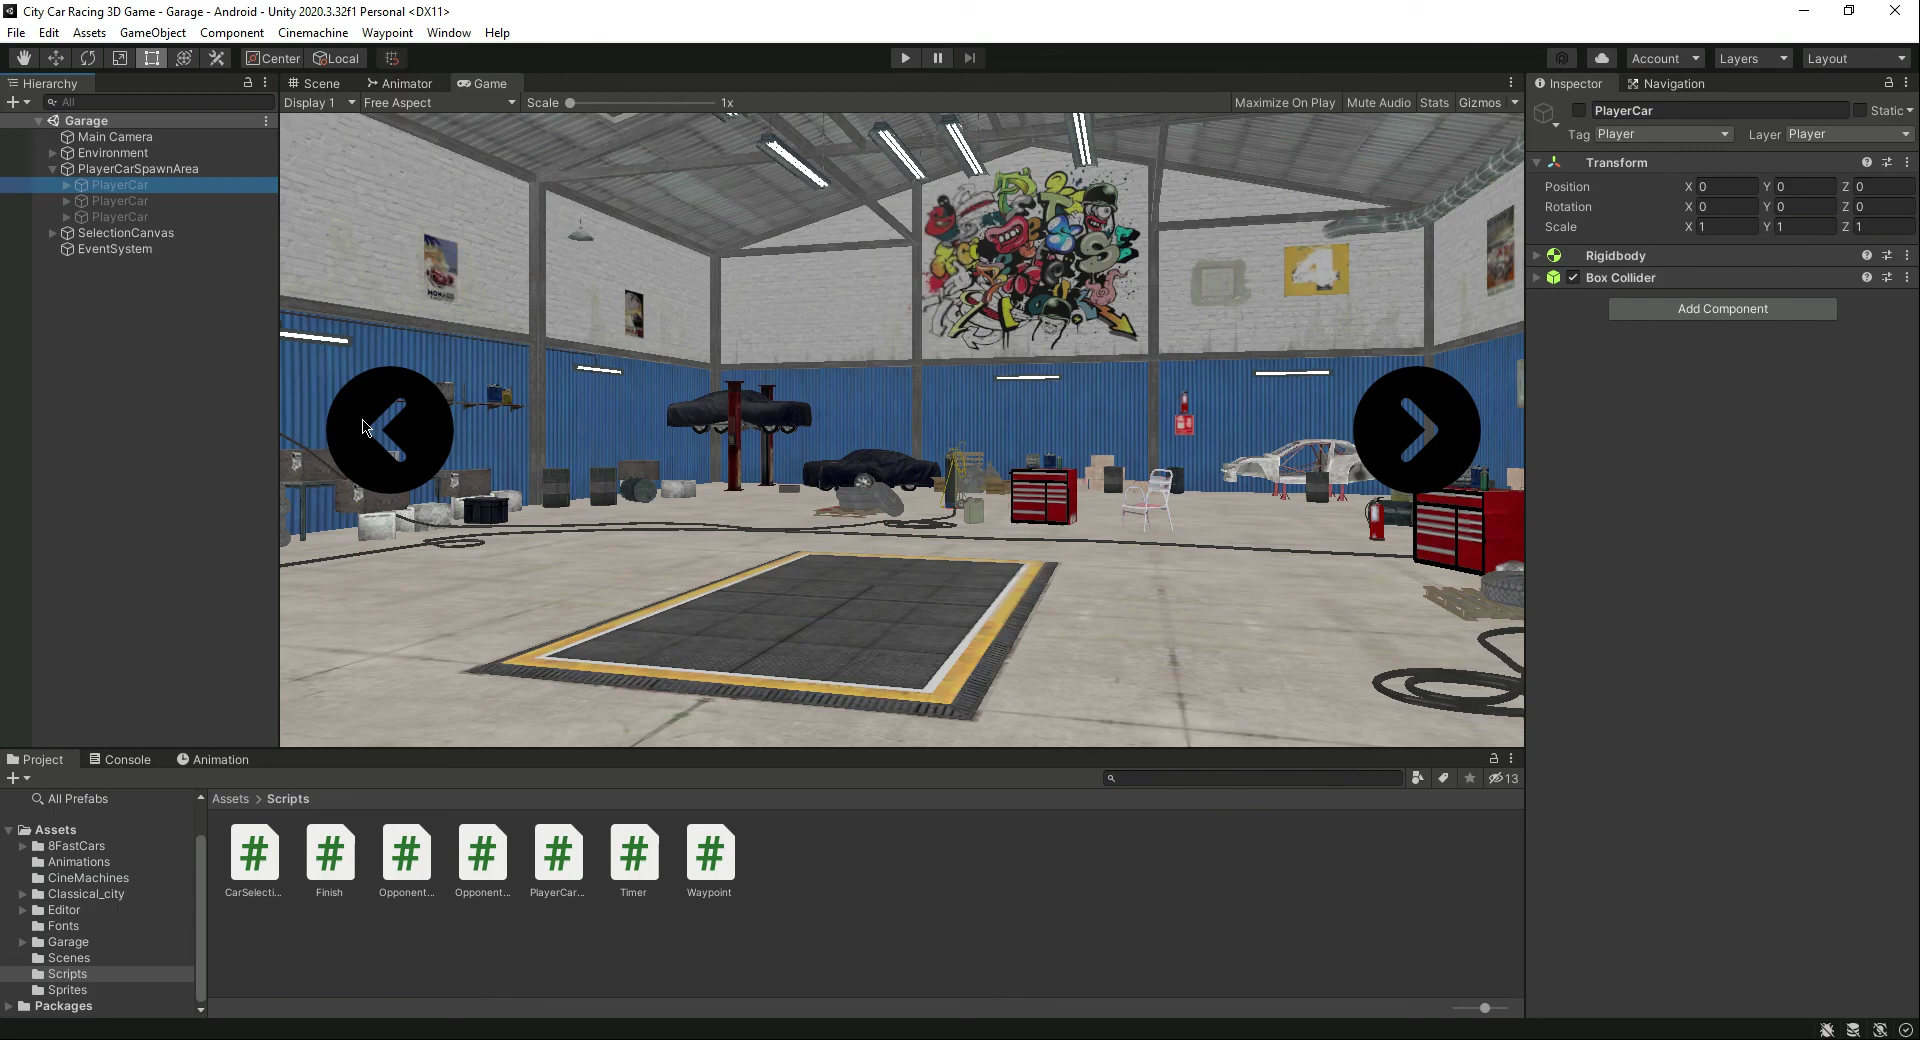 City Car Racing 3D Game - Garage - Android - Unity 2020.3.32f1 Personal <DX11>
File Edit Assets GameObject Component Cinemachine Waypoint Window Help
Center Local Account Layers Layout
Hierarchy Scene Animator Game Inspector Navigation
All Display 1 Free Aspect Scale 1x Maximize On Play Mute Audio Stats Gizmos
Garage
Main Camera
Environment
PlayerCarSpawnArea
PlayerCar
PlayerCar
PlayerCar
SelectionCanvas
EventSystem
MONACO
4
PlayerCar Static
Tag Player Layer Player
Transform
Position X 0 Y 0 Z 0
Rotation X 0 Y 0 Z 0
Scale X 1 Y 1 Z 1
Rigidbody
Box Collider
Add Component
Project Console Animation
13
All Prefabs
Assets
8FastCars
Animations
CineMachines
Classical_city
Editor
Fonts
Garage
Scenes
Scripts
Sprites
Packages
Assets > Scripts
CarSelecti... Finish Opponent... Opponent... PlayerCar... Timer Waypoint